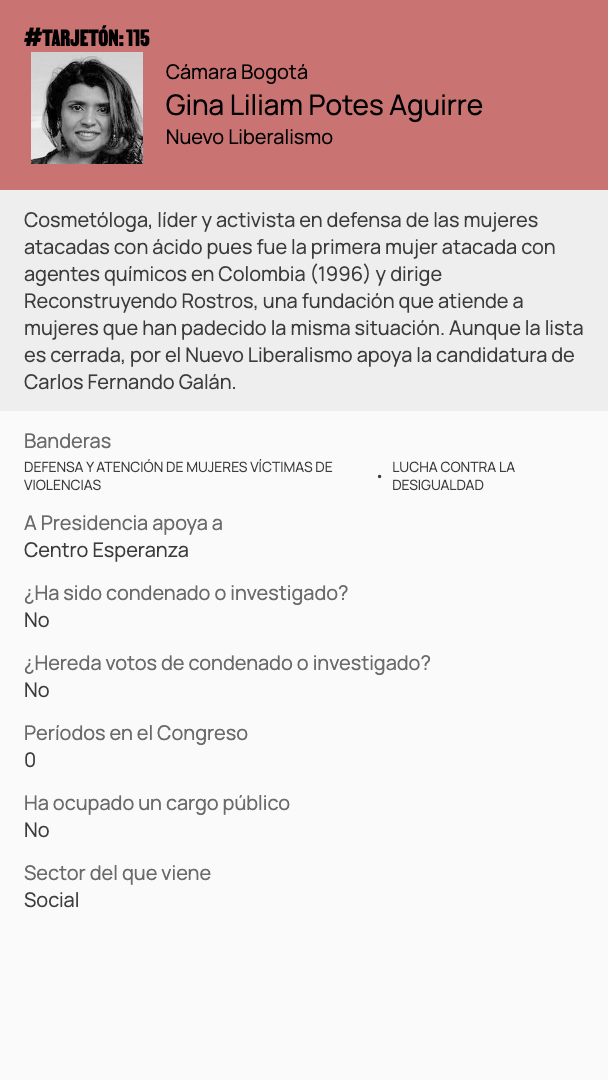 #TARJETÓN: 115
Cámara Bogotá
Gina Liliam Potes Aguirre
Nuevo Liberalismo
Cosmetóloga, líder y activista en defensa de las mujeres
atacadas con ácido pues fue la primera mujer atacada con
agentes químicos en Colombia (1996) y dirige
Reconstruyendo Rostros, una fundación que atiende a
mujeres que han padecido la misma situación. Aunque la lista
es cerrada, por el Nuevo Liberalismo apoya la candidatura de
Carlos Fernando Galán.
Banderas
DEFENSA Y ATENCIÓN DE MUJERES VÍCTIMAS DE
VIOLENCIAS
• LUCHA CONTRA LA
DESIGUALDAD
A Presidencia apoya a
Centro Esperanza
¿Ha sido condenado o investigado?
No
¿Hereda votos de condenado o investigado?
No
Períodos en el Congreso
0
Ha ocupado un cargo público
No
Sector del que viene
Social